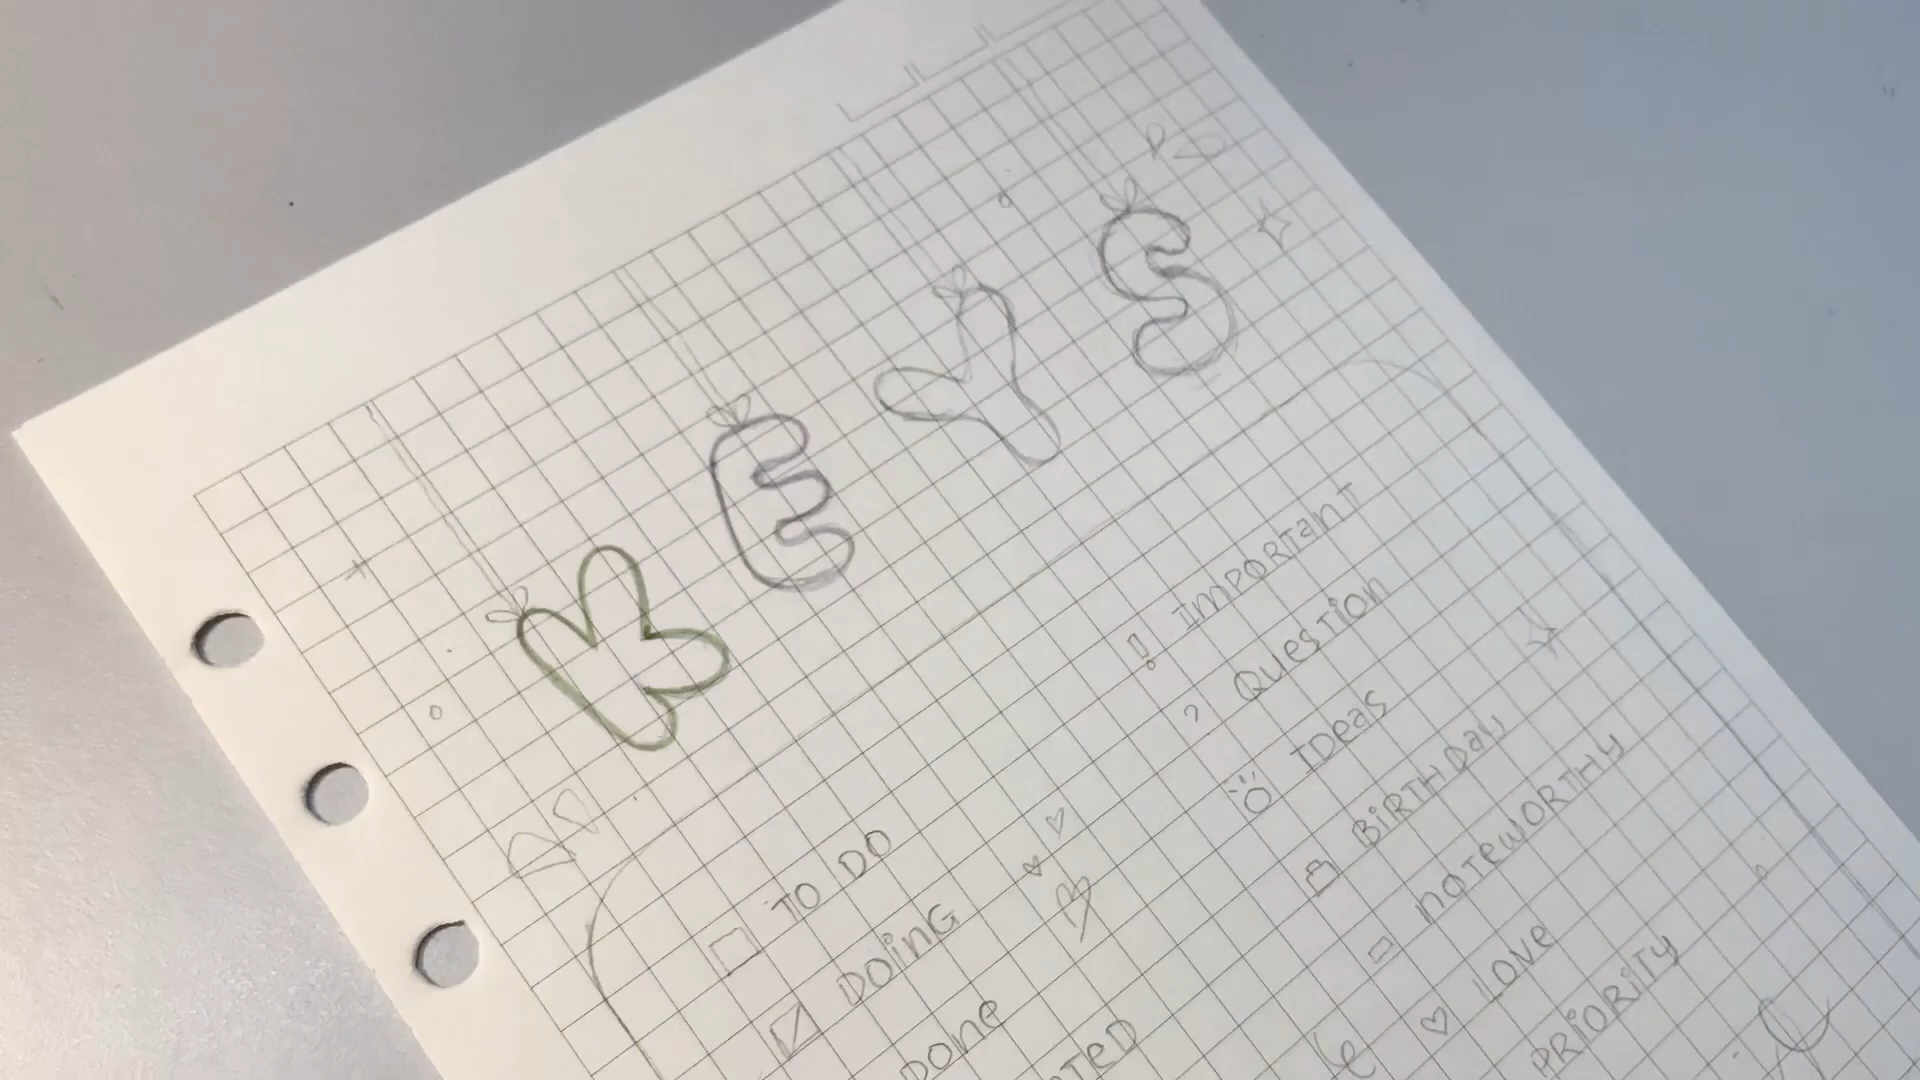 KEYS
TO DO
DOinG
Done
! ImPORTanT
? QuesTion
IDeas
BiRTHDay
noTewORTHy
LOVe
PRiORiTy